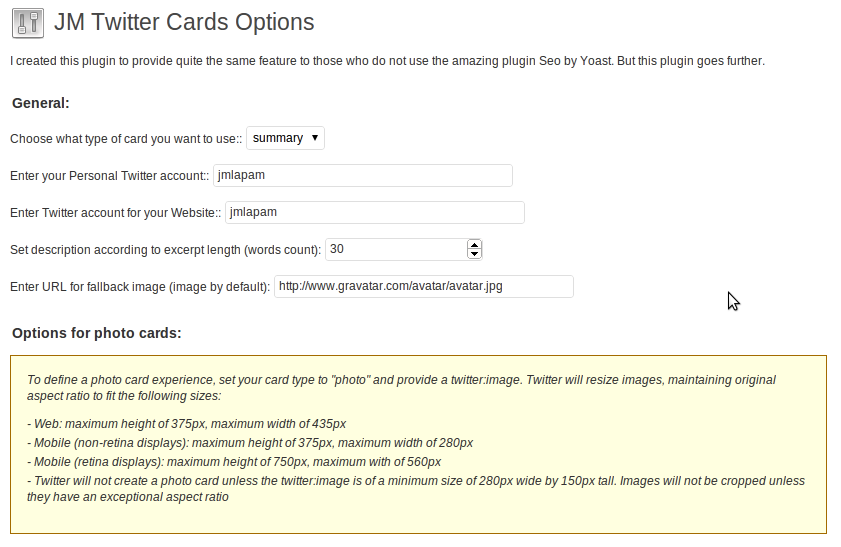 JM Twitter Cards Options
I created this plugin to provide quite the same feature to those who do not use the amazing plugin Seo by Yoast. But this plugin goes further.
General:
Choose what type of card you want to use:: summary
Enter your Personal Twitter account:: jmlapam
Enter Twitter account for your Website:: jmlapam
Set description according to excerpt length (words count): 30
Enter URL for fallback image (image by default): http://www.gravatar.com/avatar/avatar.jpg
Options for photo cards:
To define a photo card experience, set your card type to "photo" and provide a twitter:image. Twitter will resize images, maintaining original
aspect ratio to fit the following sizes:
- Web: maximum height of 375px, maximum width of 435px
- Mobile (non-retina displays): maximum height of 375px, maximum width of 280px
- Mobile (retina displays): maximum height of 750px, maximum with of 560px
- Twitter will not create a photo card unless the twitter:image is of a minimum size of 280px wide by 150px tall. Images will not be cropped unless
they have an exceptional aspect ratio